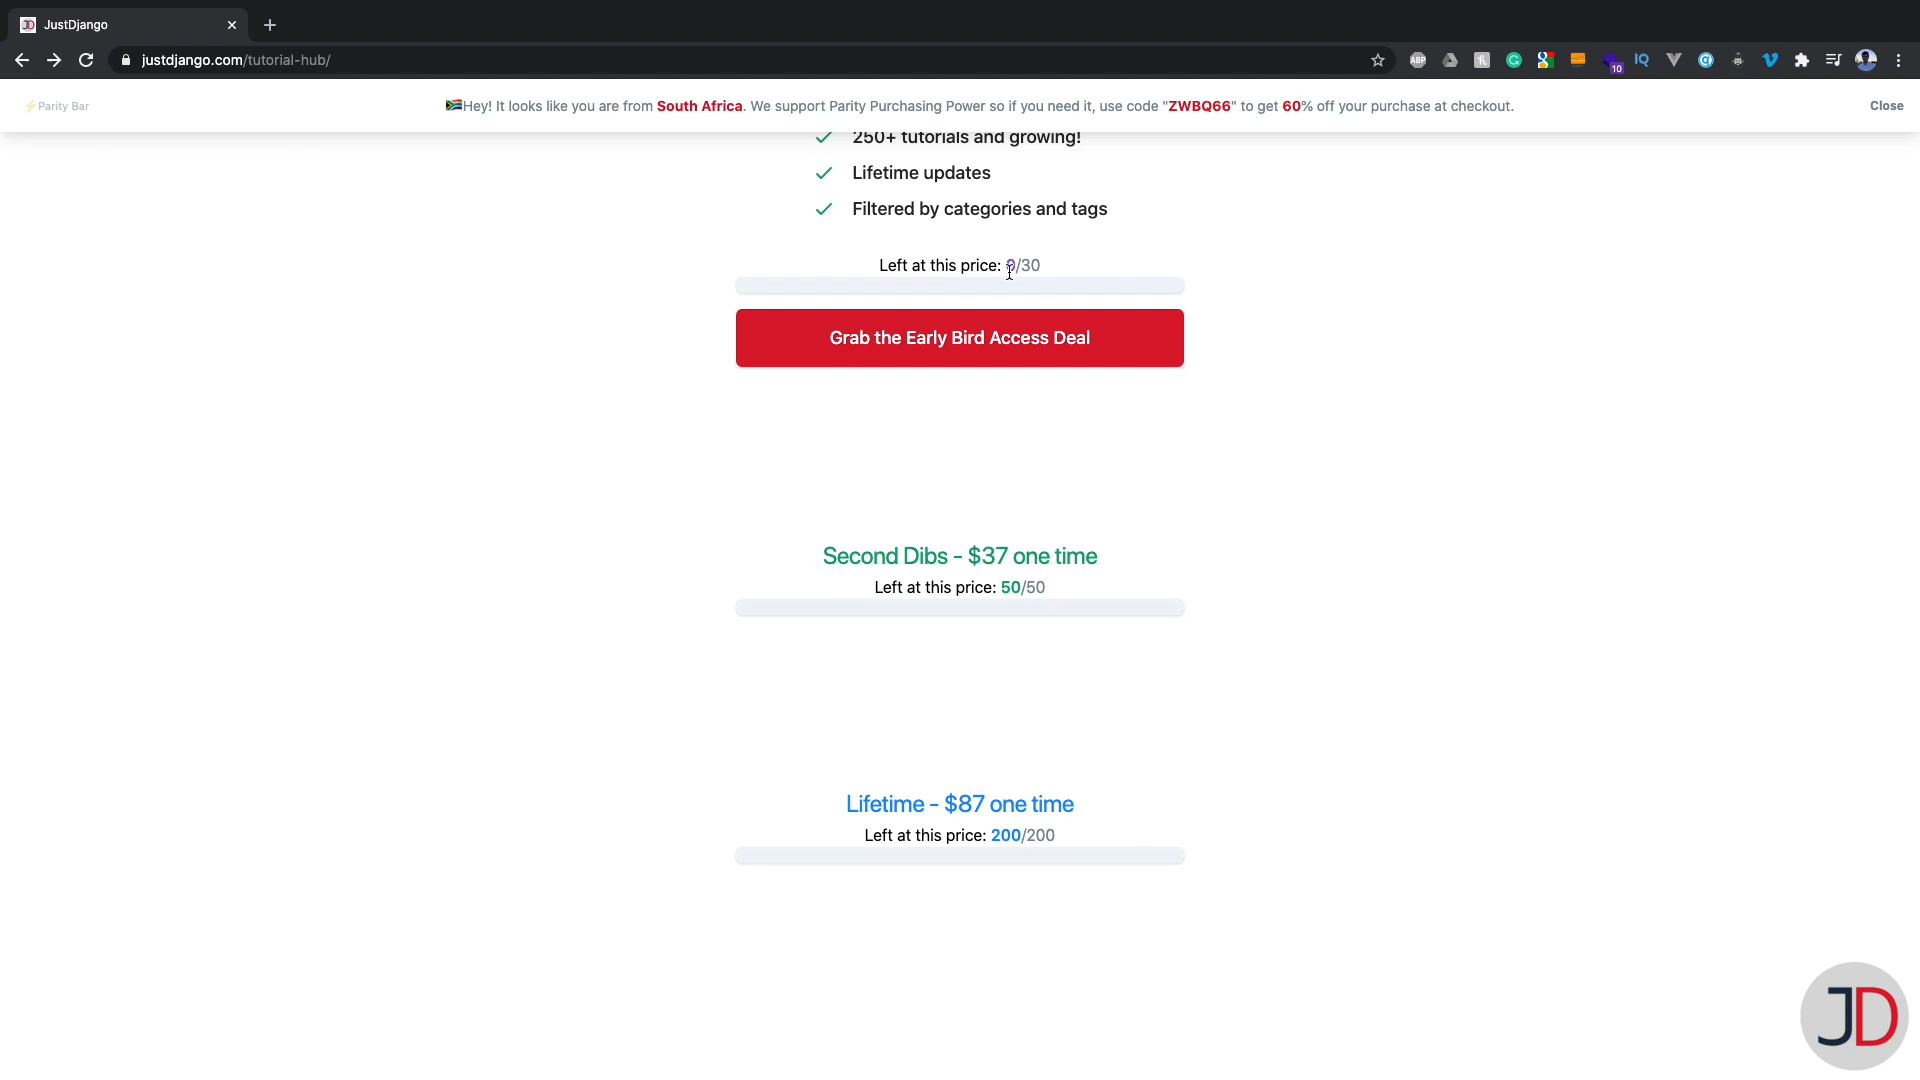 JustDjango
justdjango.com/tutorial-hub/
ABP
10
IQ
⚡Parity Bar
🇿🇦Hey! It looks like you are from South Africa. We support Parity Purchasing Power so if you need it, use code "ZWBQ66" to get 60% off your purchase at checkout.
Close
250+ tutorials and growing!
Lifetime updates
Filtered by categories and tags
Left at this price: 0/30
Grab the Early Bird Access Deal
Second Dibs - $37 one time
Left at this price: 50/50
Lifetime - $87 one time
Left at this price: 200/200
JD